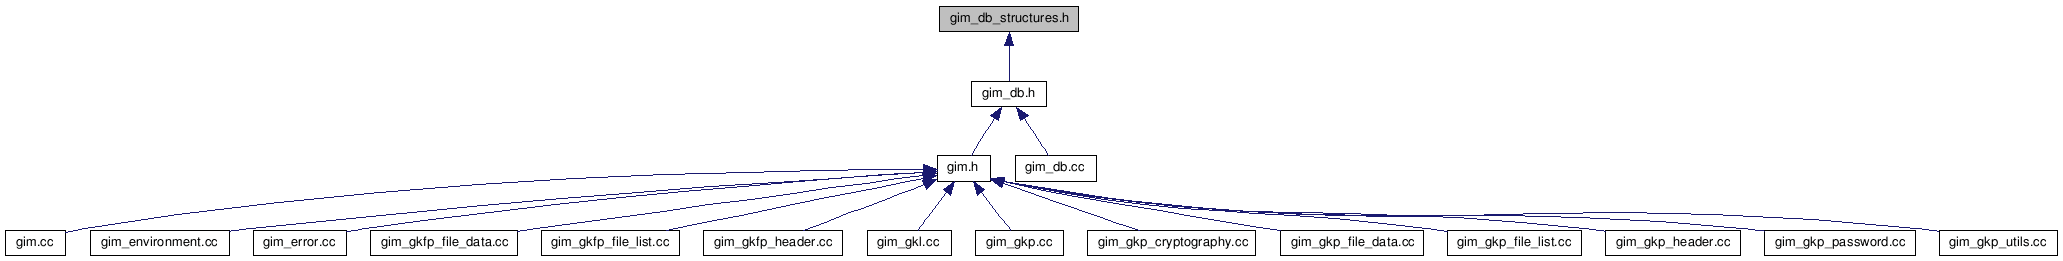 gim_db_structures.h
gim_db.h
gim.h
gim_db.cc
gim.cc
gim_environment.cc
gim_error.cc
gim_gkfp_file_data.cc
gim_gkfp_file_list.cc
gim_gkfp_header.cc
gim_gkl.cc
gim_gkp.cc
gim_gkp_cryptography.cc
gim_gkp_file_data.cc
gim_gkp_file_list.cc
gim_gkp_header.cc
gim_gkp_password.cc
gim_gkp_utils.cc